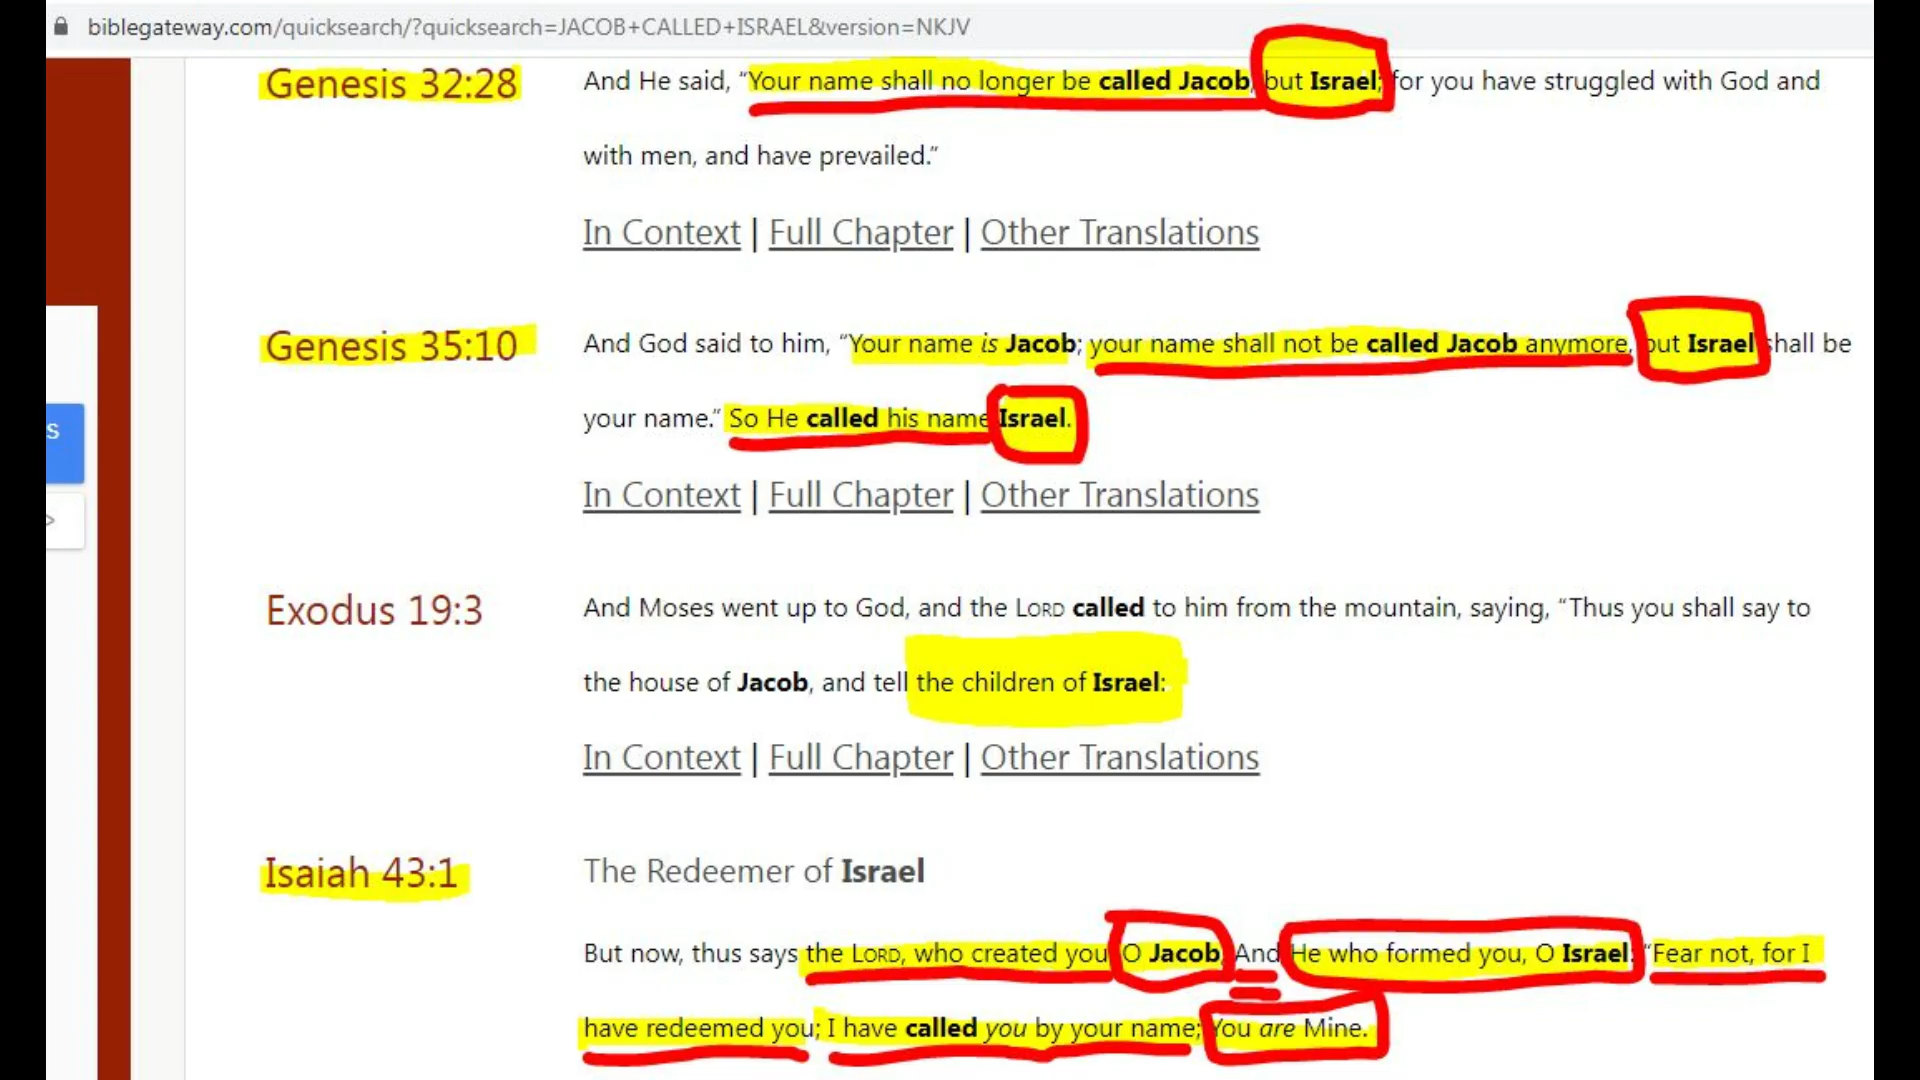 biblegateway.com/quicksearch/?quicksearch=JACOB+CALLED+ISRAEL&version=NKJV
Genesis 32:28
And He said, “Your name shall no longer be called Jacob, but Israel; for you have struggled with God and
with men, and have prevailed.”
In Context | Full Chapter | Other Translations
Genesis 35:10
And God said to him, “Your name is Jacob; your name shall not be called Jacob anymore, but Israel shall be
your name.” So He called his name Israel.
In Context | Full Chapter | Other Translations
S
>
Exodus 19:3
And Moses went up to God, and the LORD called to him from the mountain, saying, “Thus you shall say to
the house of Jacob, and tell the children of Israel:
In Context | Full Chapter | Other Translations
Isaiah 43:1
The Redeemer of Israel
But now, thus says the LORD, who created you, O Jacob, And He who formed you, O Israel: “Fear not, for I
have redeemed you; I have called you by your name; You are Mine.